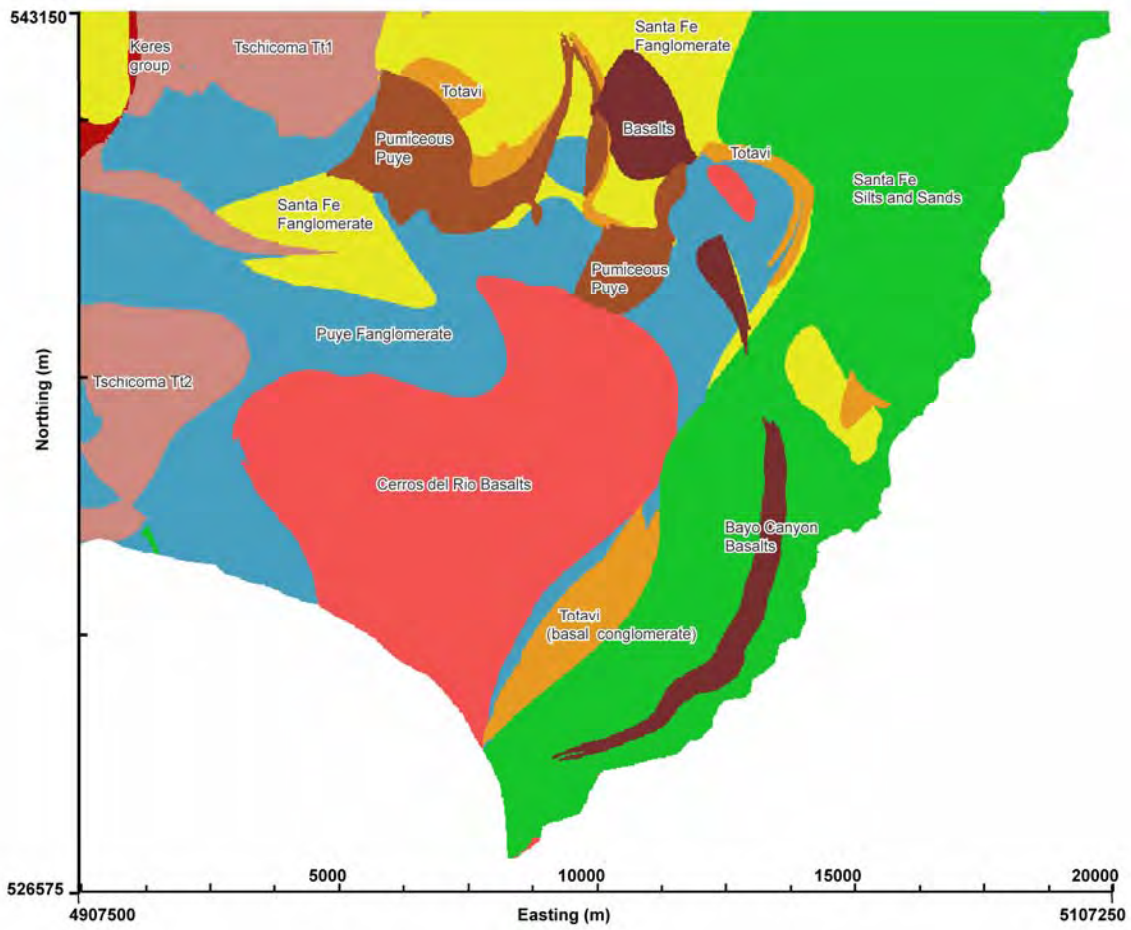 543150
Keres
group
Tschicoma Tt1
Santa Fe
Fanglomerate
Totavi
Basalts
Pumiceous
Puye
Totavi
Santa Fe
Silts and Sands
Santa Fe
Fanglomerate
Pumiceous
Puye
Puye Fanglomerate
Tschicoma Tt2
Northing (m)
Cerros del Rio Basalts
Bayo Canyon
Basalts
Totavi
(basal conglomerate)
526575
5000
10000
15000
20000
4907500
Easting (m)
5107250